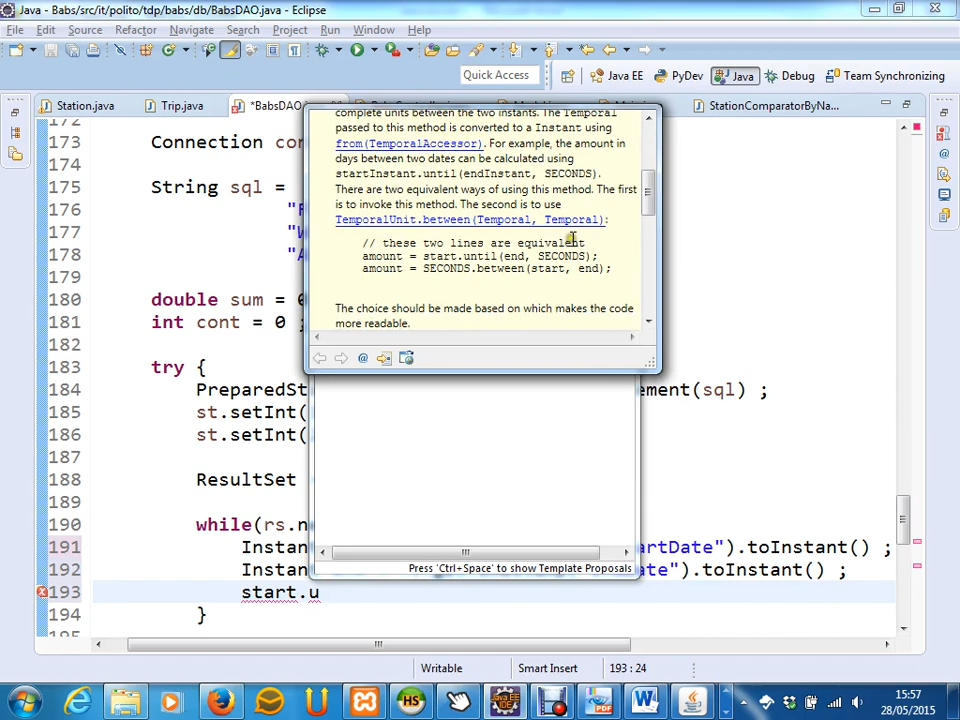 Java - Babs/src/it/polito/tdp/babs/db/BabsDAO.java - Eclipse
File Edit Source Refactor Navigate Search Project Run Window Help
Quick Access Java EE PyDev Java Debug Team Synchronizing
Station.java Trip.java *BabsDAO StationComparatorByNa...
172
173 Connection con
174
175 String sql =
176
177
178
180 double sum = 0
181 int cont = 0 ;
183 try {
184 PreparedSt ement(sql) ;
185 st.setInt(
186 st.setInt(
188 ResultSet
189
190 while(rs.n
191 Instan artDate").toInstant() ;
192 Instan ate").toInstant() ;
193 start.u
194 }
195
complete units between the two instants. The Temporal
passed to this method is converted to a Instant using
from(TemporalAccessor). For example, the amount in
days between two dates can be calculated using
startInstant.until(endInstant, SECONDS).
There are two equivalent ways of using this method. The first
is to invoke this method. The second is to use
TemporalUnit.between(Temporal, Temporal):
// these two lines are equivalent
amount = start.until(end, SECONDS);
amount = SECONDS.between(start, end);
The choice should be made based on which makes the code
more readable.
Press 'Ctrl+Space' to show Template Proposals
Writable Smart Insert 193 : 24
15:57
28/05/2015